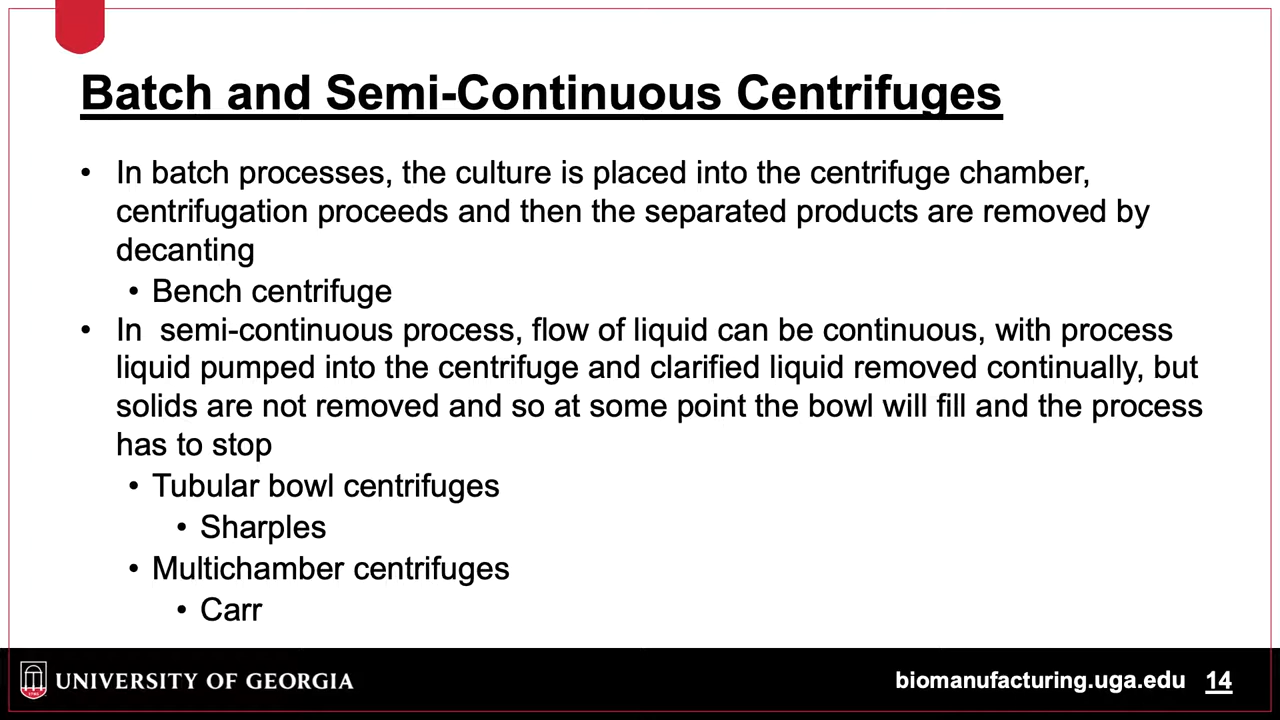 Batch and Semi-Continuous Centrifuges
• In batch processes, the culture is placed into the centrifuge chamber,
centrifugation proceeds and then the separated products are removed by
decanting
• Bench centrifuge
• In  semi-continuous process, flow of liquid can be continuous, with process
liquid pumped into the centrifuge and clarified liquid removed continually, but
solids are not removed and so at some point the bowl will fill and the process
has to stop
• Tubular bowl centrifuges
• Sharples
• Multichamber centrifuges
• Carr
UNIVERSITY OF GEORGIA
biomanufacturing.uga.edu 14